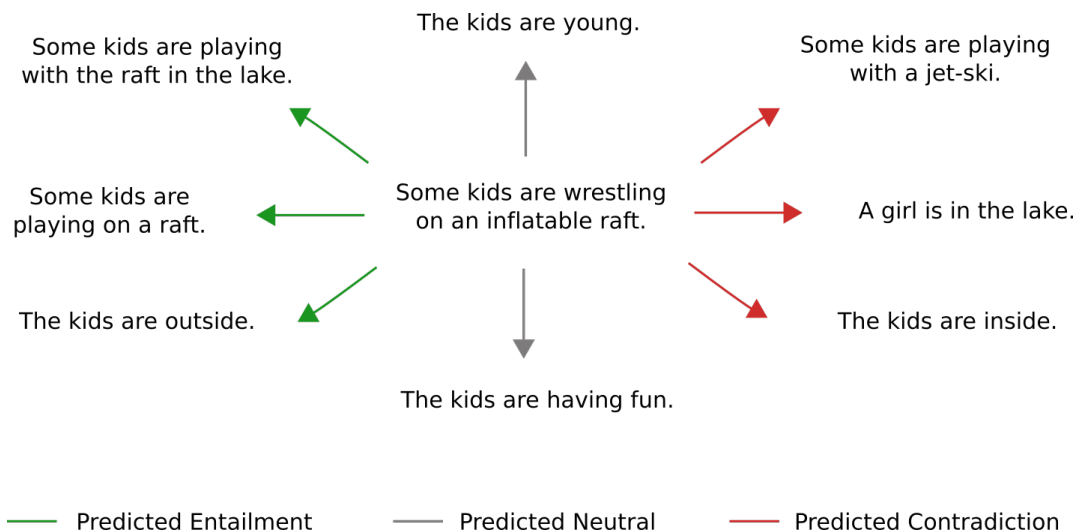 The kids are young.
Some kids are playing
with the raft in the lake.
Some kids are playing
with a jet-ski.
Some kids are
playing on a raft.
Some kids are wrestling
on an inflatable raft.
A girl is in the lake.
The kids are outside.
The kids are inside.
The kids are having fun.
Predicted Entailment
Predicted Neutral
Predicted Contradiction